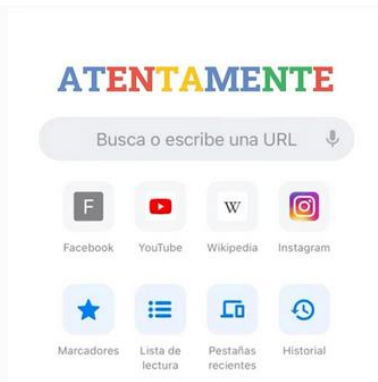 ATENTAMENTE
Busca o escribe una URL
F
W
Facebook YouTube Wikipedia Instagram
Marcadores Lista de lectura Pestañas recientes Historial